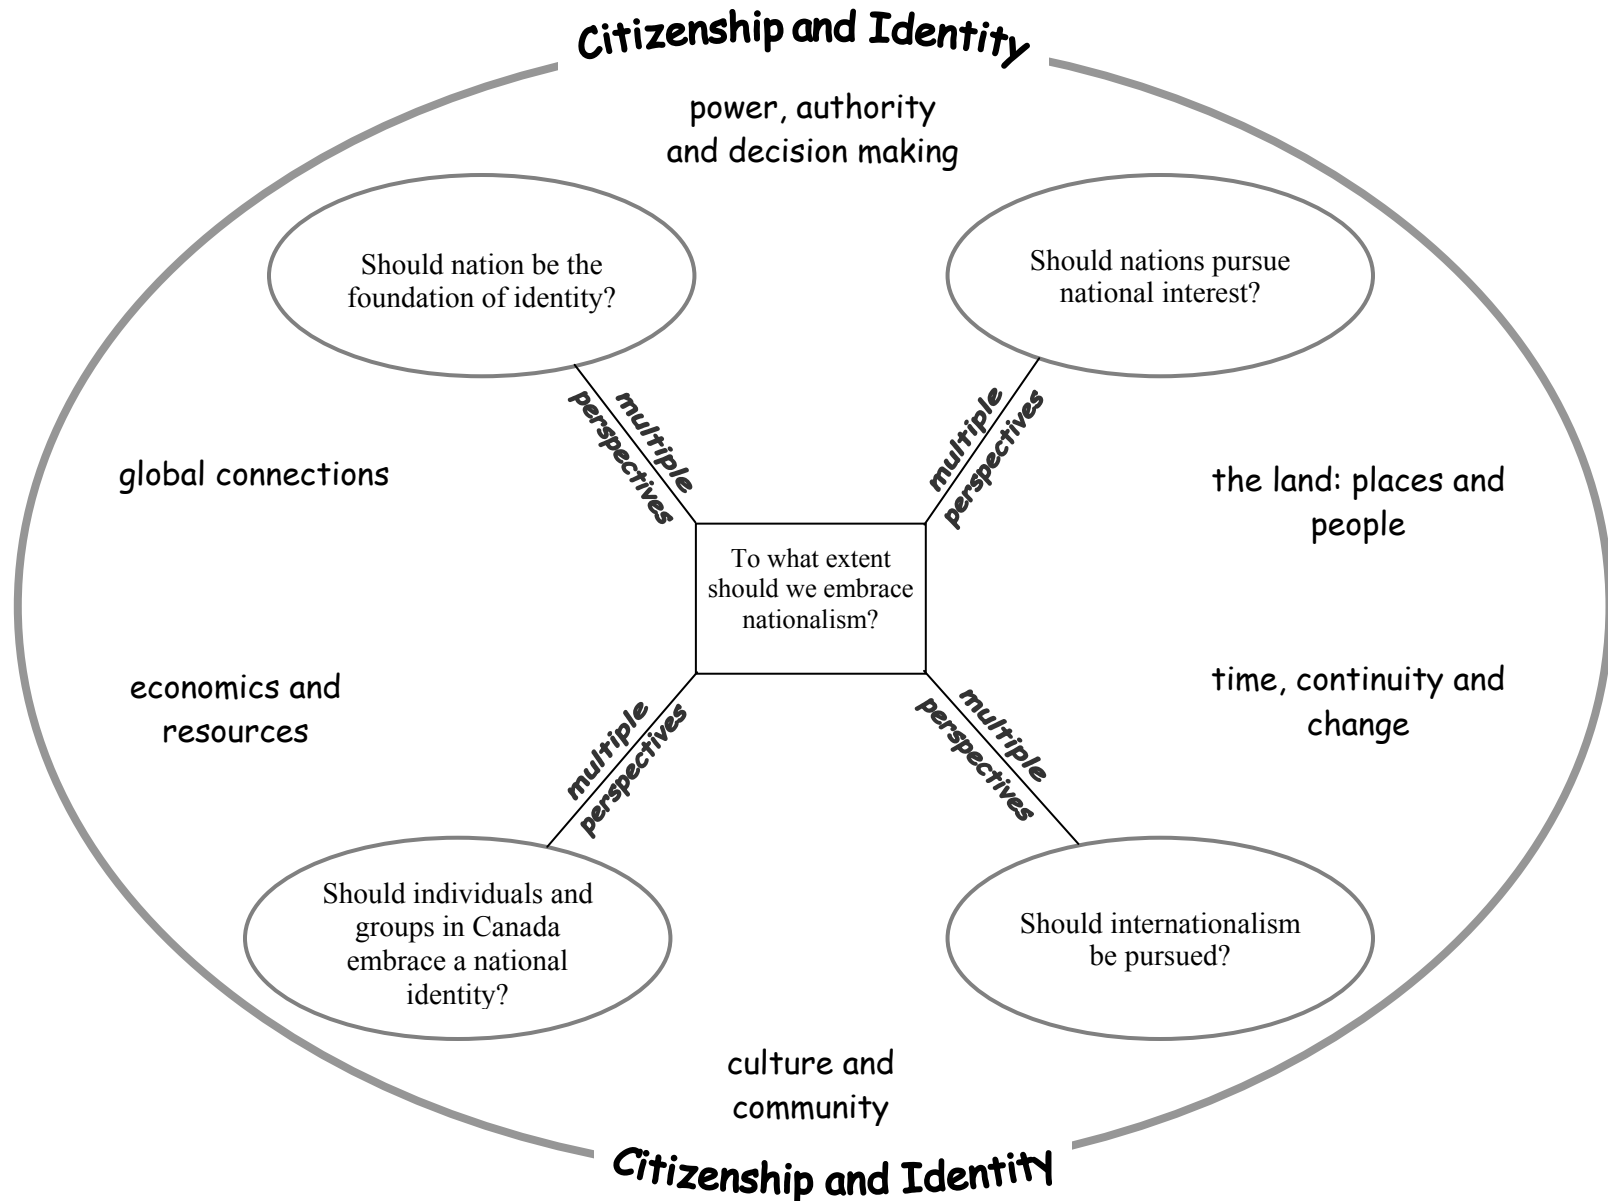 Citizenship and Identity
power, authority
and decision making
Should nation be the
foundation of identity?
Should nations pursue
national interest?
multiple
perspectives
multiple
perspectives
global connections
the land: places and
people
To what extent
should we embrace
nationalism?
economics and
resources
time, continuity and
change
multiple
perspectives
multiple
perspectives
Should individuals and
groups in Canada
embrace a national
identity?
Should internationalism
be pursued?
culture and
community
Citizenship and Identity